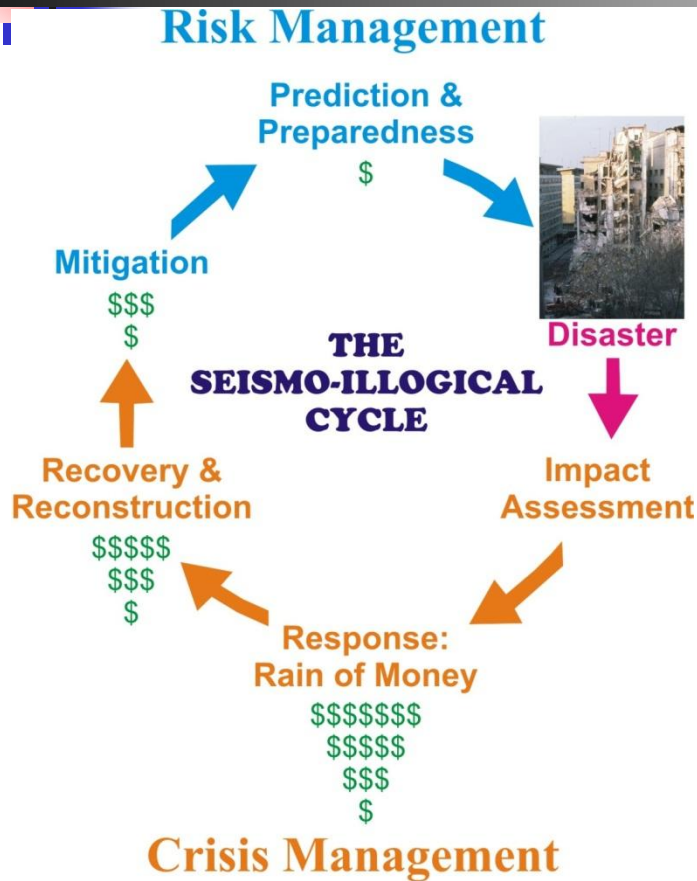 Risk Management
Prediction &
Preparedness
$
Mitigation
$$$
$
Disaster
THE
SEISMO-ILLOGICAL
CYCLE
Recovery &
Reconstruction
$$$$$
$$$
$
Impact
Assessment
Response:
Rain of Money
$$$$$$$
$$$$$
$$$
$
Crisis Management